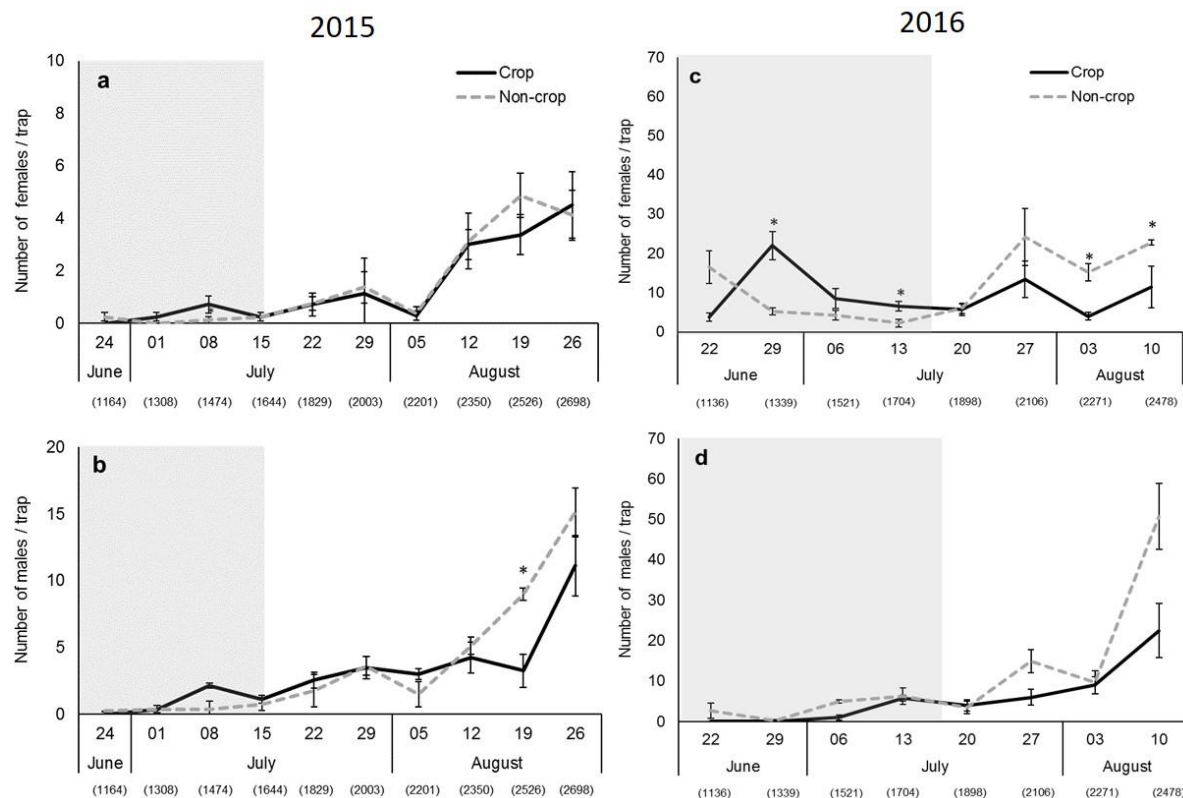 2015
2016
a
Crop
Non-crop
Number of females / trap
10
8
6
4
2
0
24 01 08 15 22 29 05 12 19 26
June July August
(1164) (1308) (1474) (1644) (1829) (2003) (2201) (2350) (2526) (2698)
c
Crop
Non-crop
Number of females / trap
70
60
50
40
30
20
10
0
* * * *
22 29 06 13 20 27 03 10
June July August
(1136) (1339) (1521) (1704) (1898) (2106) (2271) (2478)
b
Number of males / trap
20
15
10
5
0
*
24 01 08 15 22 29 05 12 19 26
June July August
(1164) (1308) (1474) (1644) (1829) (2003) (2201) (2350) (2526) (2698)
d
Number of males / trap
70
60
50
40
30
20
10
0
22 29 06 13 20 27 03 10
June July August
(1136) (1339) (1521) (1704) (1898) (2106) (2271) (2478)